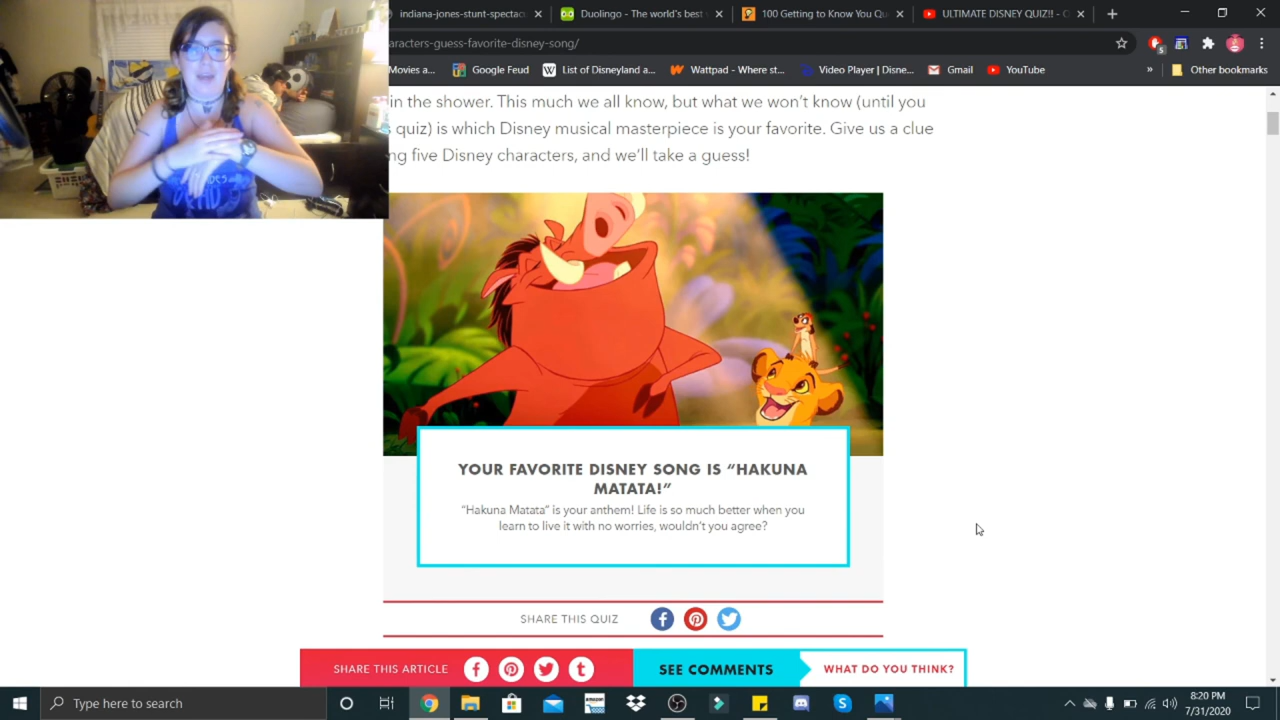 indiana-jones-stunt-spectac
Duolingo - The world's best
100 Getting to Know You Qu
ULTIMATE DISNEY QUIZ!! -
aracters-guess-favorite-disney-song/
Movies a...
Google Feud
List of Disneyland a...
Wattpad - Where st...
Video Player | Disne...
Gmail
YouTube
Other bookmarks
in the shower. This much we all know, but what we won't know (until you
quiz) is which Disney musical masterpiece is your favorite. Give us a clue
ng five Disney characters, and we'll take a guess!
YOUR FAVORITE DISNEY SONG IS “HAKUNA
MATATA!”
“Hakuna Matata” is your anthem! Life is so much better when you
learn to live it with no worries, wouldn't you agree?
SHARE THIS QUIZ
SHARE THIS ARTICLE
SEE COMMENTS
WHAT DO YOU THINK?
Type here to search
8:20 PM
7/31/2020